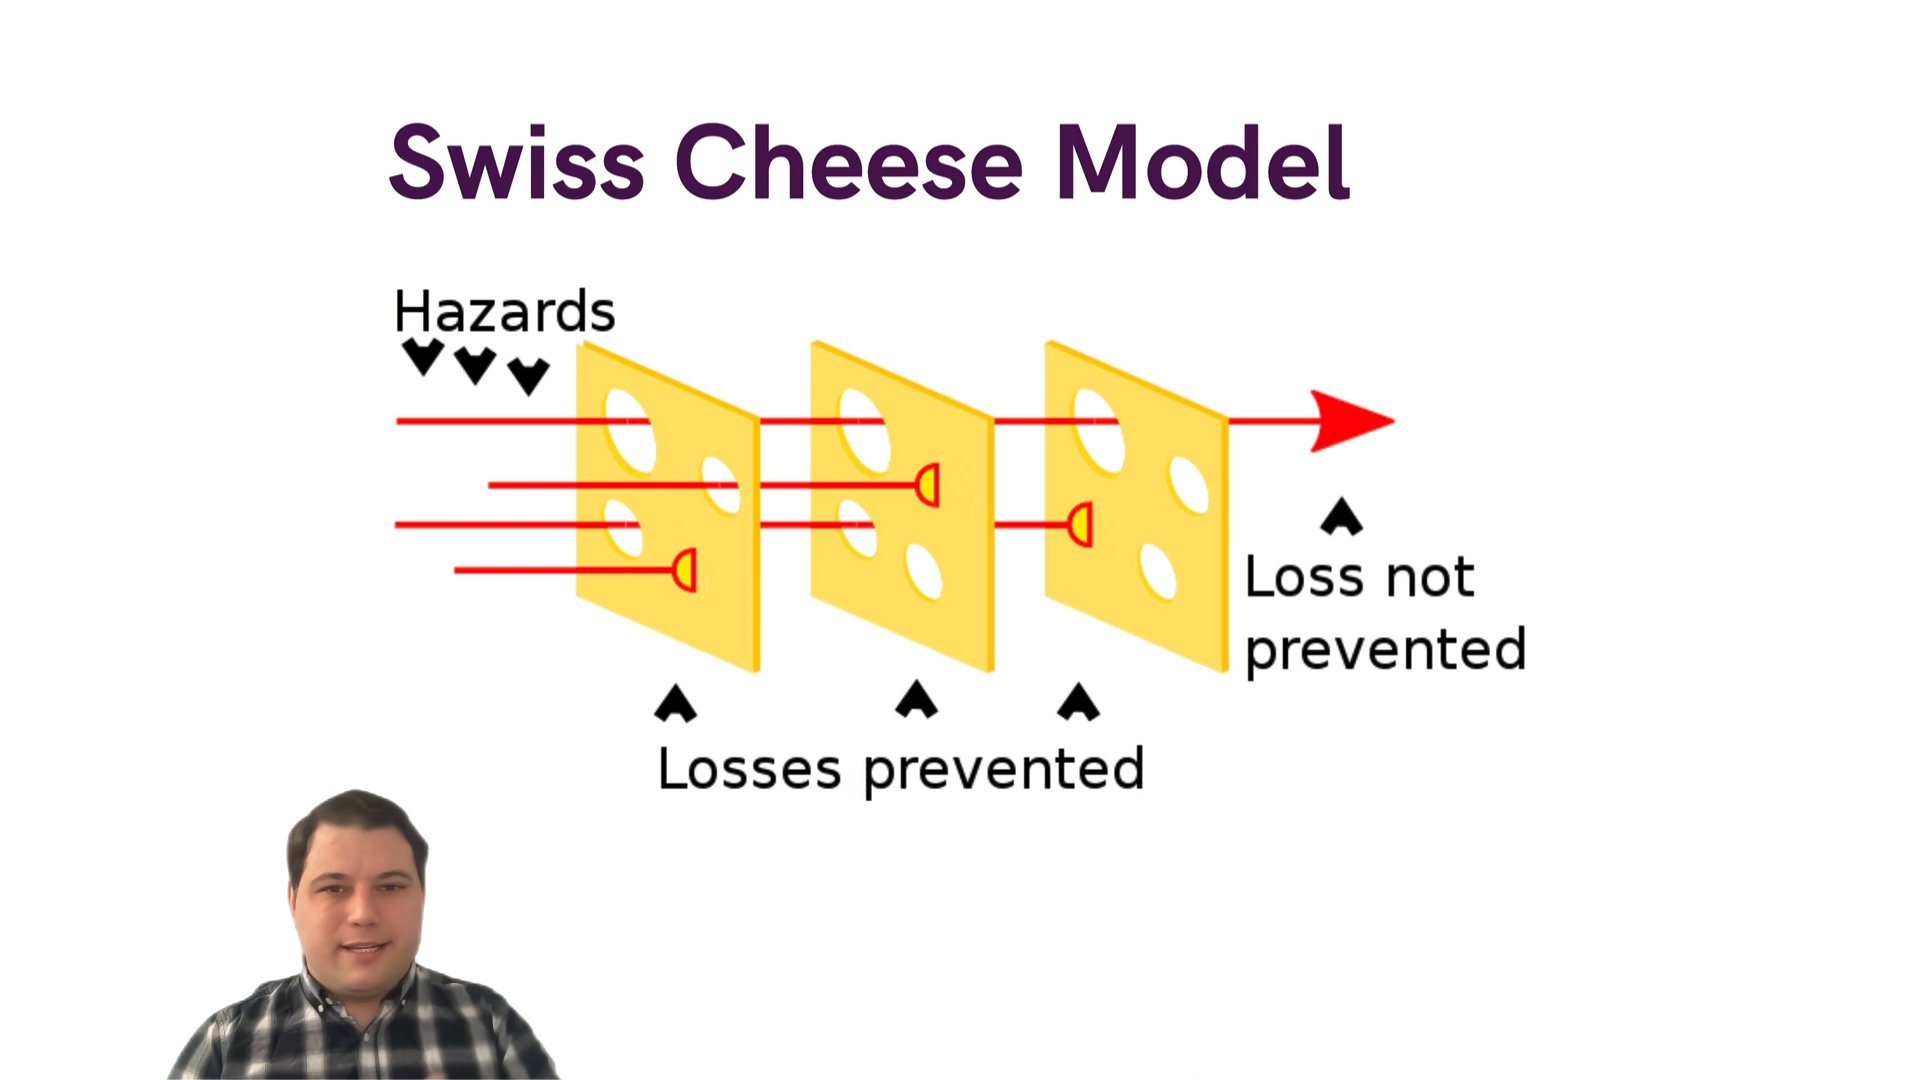 Swiss Cheese Model
Hazards
Loss not
prevented
Losses prevented